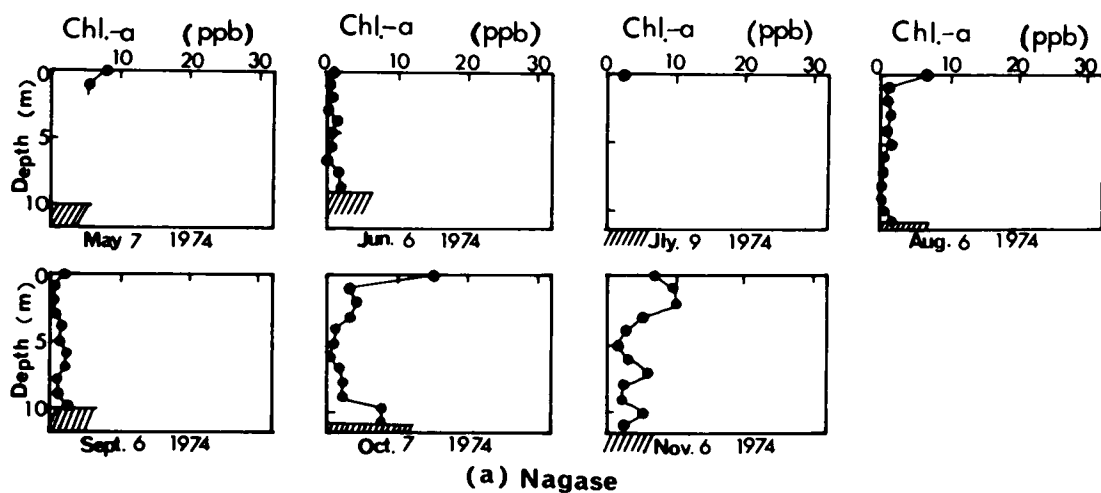 Chl.-a (ppb) Chl.-a (ppb) Chl.-a (ppb) Chl.-a (ppb)
0 10 20 30 0 10 20 30 0 10 20 30 0 10 20 30
Depth (m)
0
5
10
May 7 1974 Jun. 6 1974 Jly. 9 1974 Aug. 6 1974
Depth (m)
0
5
10
Sept. 6 1974 Oct. 7 1974 Nov. 6 1974
(a) Nagase